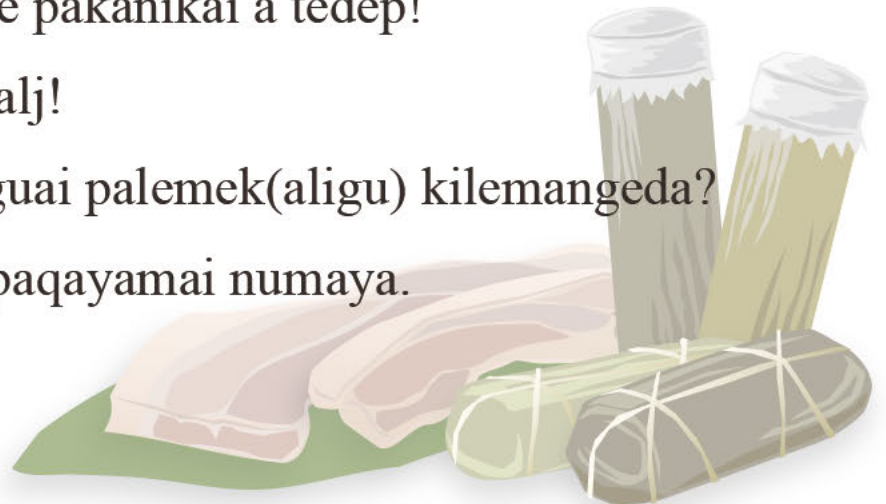 e pakanikai a tedep!
alj!
guai palemek(aligu) kilemangeda?
paqayamai numaya.